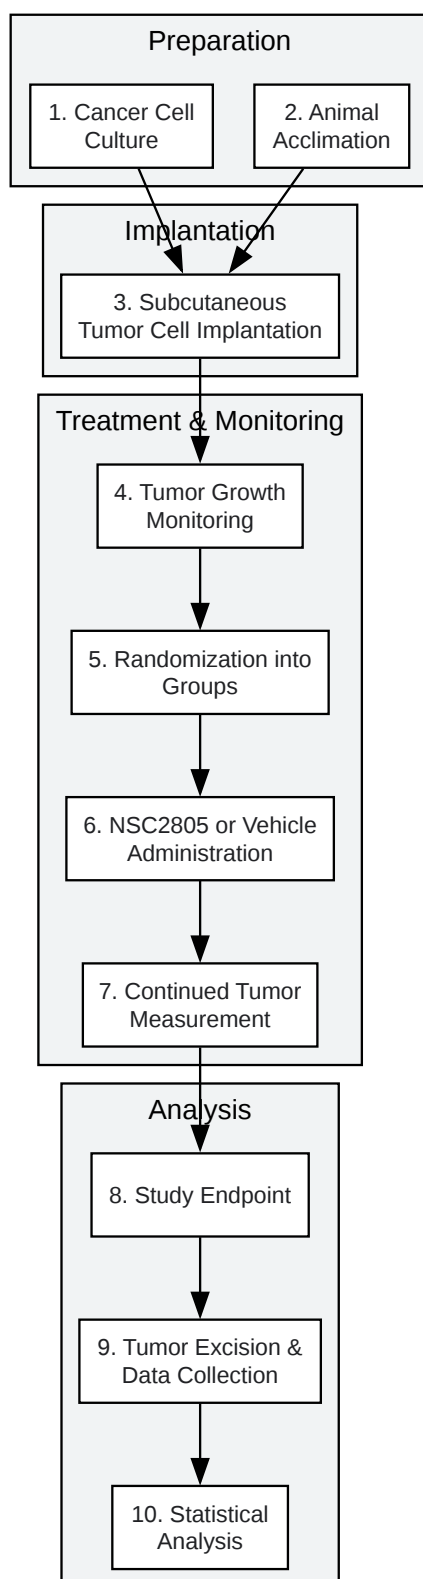 Preparation
1. Cancer Cell
Culture
2. Animal
Acclimation
Implantation
3. Subcutaneous
Tumor Cell Implantation
Treatment & Monitoring
4. Tumor Growth
Monitoring
5. Randomization into
Groups
6. NSC2805 or Vehicle
Administration
7. Continued Tumor
Measurement
Analysis
8. Study Endpoint
9. Tumor Excision &
Data Collection
10. Statistical
Analysis